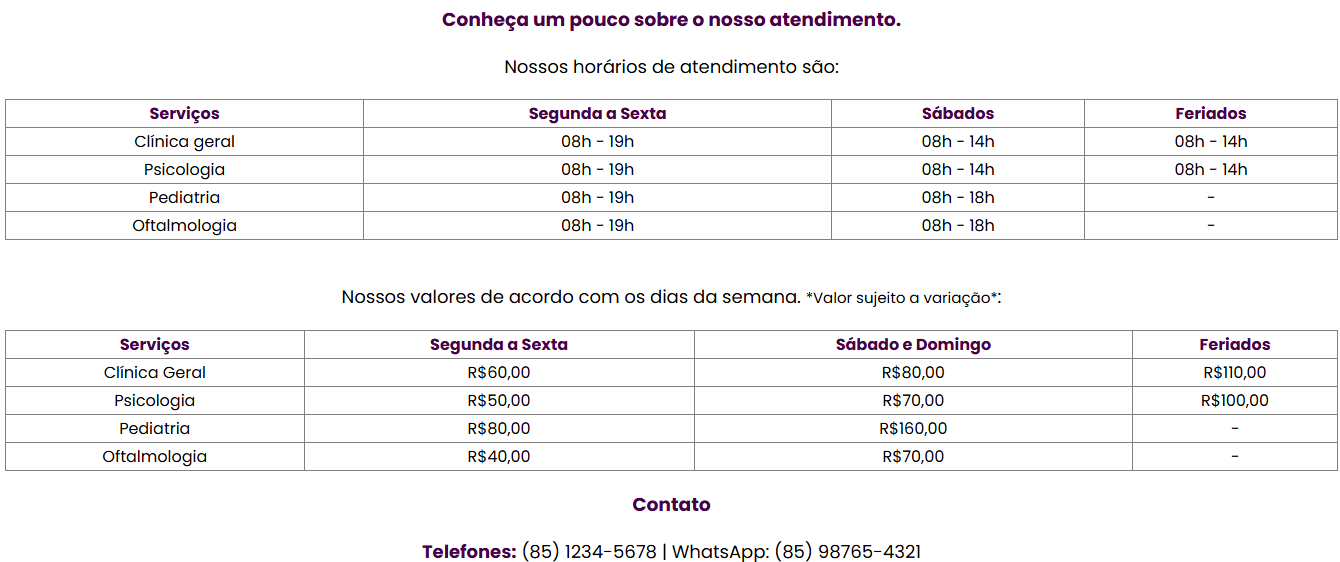 Conheça um pouco sobre o nosso atendimento.
Nossos horários de atendimento são:
Serviços Segunda a Sexta Sábados Feriados
Clínica geral 08h - 19h 08h - 14h 08h - 14h
Psicologia 08h - 19h 08h - 14h 08h - 14h
Pediatria 08h - 19h 08h - 18h -
Oftalmologia 08h - 19h 08h - 18h -
Nossos valores de acordo com os dias da semana. *Valor sujeito a variação*:
Serviços Segunda a Sexta Sábado e Domingo Feriados
Clínica Geral R$60,00 R$80,00 R$110,00
Psicologia R$50,00 R$70,00 R$100,00
Pediatria R$80,00 R$160,00 -
Oftalmologia R$40,00 R$70,00 -
Contato
Telefones: (85) 1234-5678 | WhatsApp: (85) 98765-4321